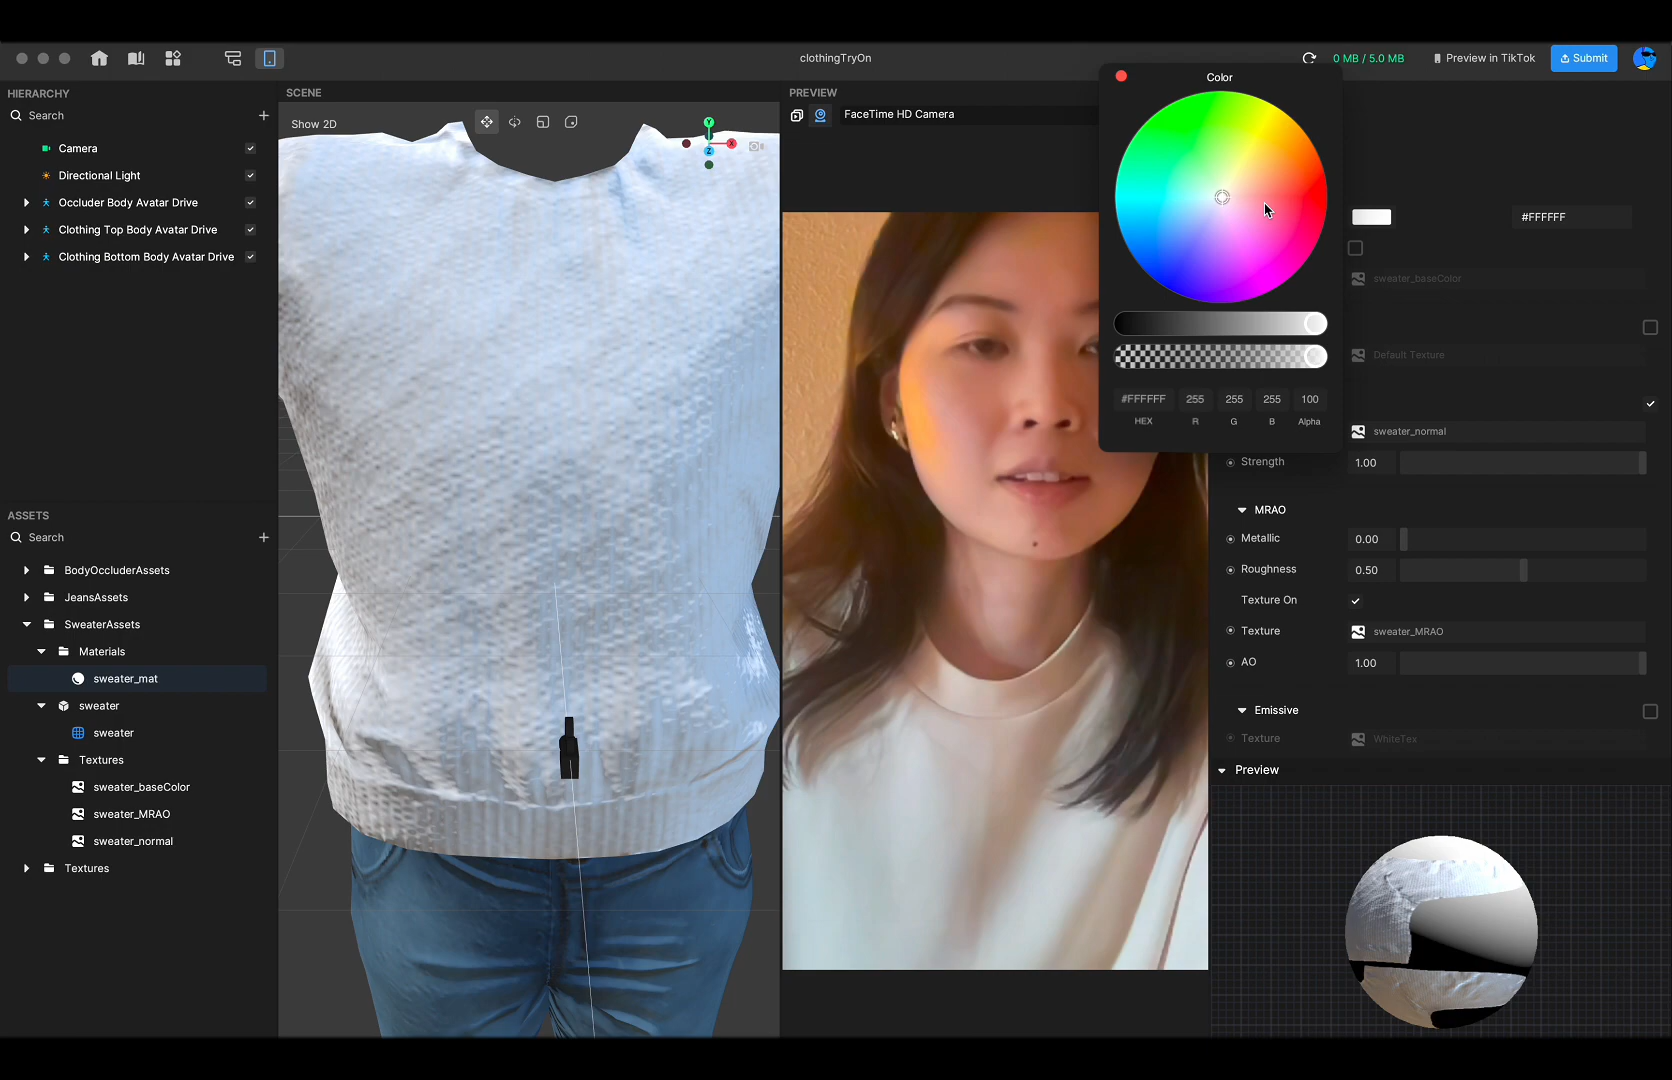 clothingTryOn
0 MB / 5.0 MB
Preview in TikTok
Submit
HIERARCHY
Search
Camera
Directional Light
Occluder Body Avatar Drive
Clothing Top Body Avatar Drive
Clothing Bottom Body Avatar Drive
ASSETS
Search
BodyOccluderAssets
JeansAssets
SweaterAssets
Materials
sweater_mat
sweater
sweater
Textures
sweater_baseColor
sweater_MRAO
sweater_normal
Textures
SCENE
Show 2D
Y
X
Z
PREVIEW
FaceTime HD Camera
Color
#FFFFFF 255 255 255 100
HEX R G B Alpha
#FFFFFF
sweater_baseColor
Default Texture
sweater_normal
Strength 1.00
MRAO
Metallic 0.00
Roughness 0.50
Texture On
Texture sweater_MRAO
AO 1.00
Emissive
Texture WhiteTex
Preview